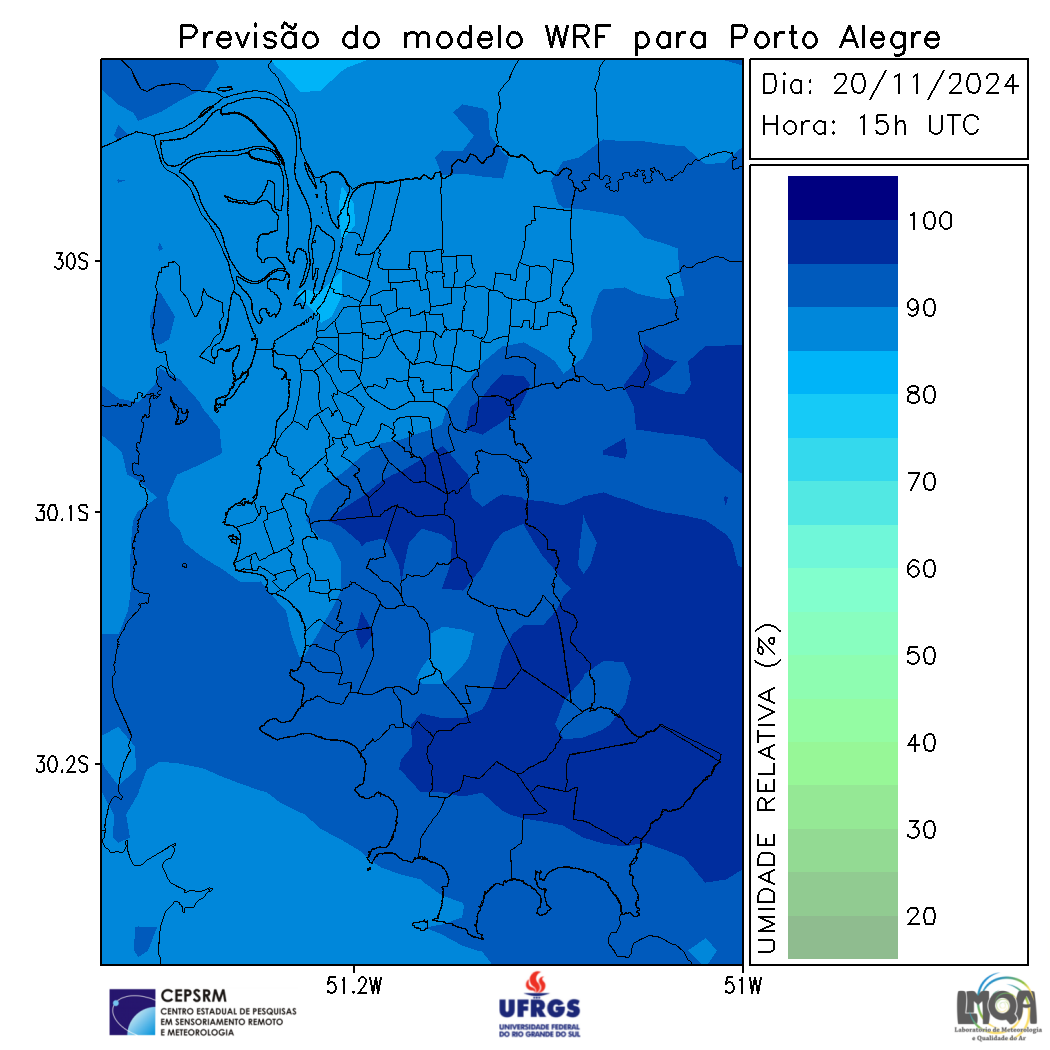 Previsão do modelo WRF para Porto Alegre
Dia: 20/11/2024
Hora: 15h UTC
30S
30.1S
30.2S
51.2W
51W
UMIDADE RELATIVA (%)
100
90
80
70
60
50
40
30
20
CEPSRM
CENTRO ESTADUAL DE PESQUISAS
EM SENSORIAMENTO REMOTO
E METEOROLOGIA
UFRGS
UNIVERSIDADE FEDERAL
DO RIO GRANDE DO SUL
LMQA
Laboratório de Meteorologia
e Qualidade do Ar